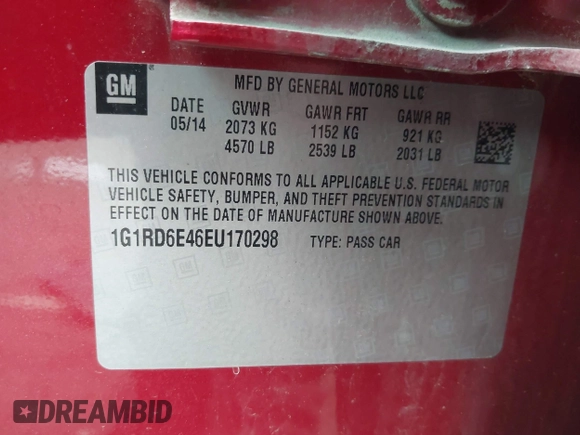 GM
MFD BY GENERAL MOTORS LLC
DATE GVWR GAWR FRT GAWR RR
05/14 2073 KG 1152 KG 921 KG
4570 LB 2539 LB 2031 LB
THIS VEHICLE CONFORMS TO ALL APPLICABLE U.S. FEDERAL MOTOR
VEHICLE SAFETY, BUMPER, AND THEFT PREVENTION STANDARDS IN
EFFECT ON THE DATE OF MANUFACTURE SHOWN ABOVE.
1G1RD6E46EU170298 TYPE: PASS CAR
DREAMBID